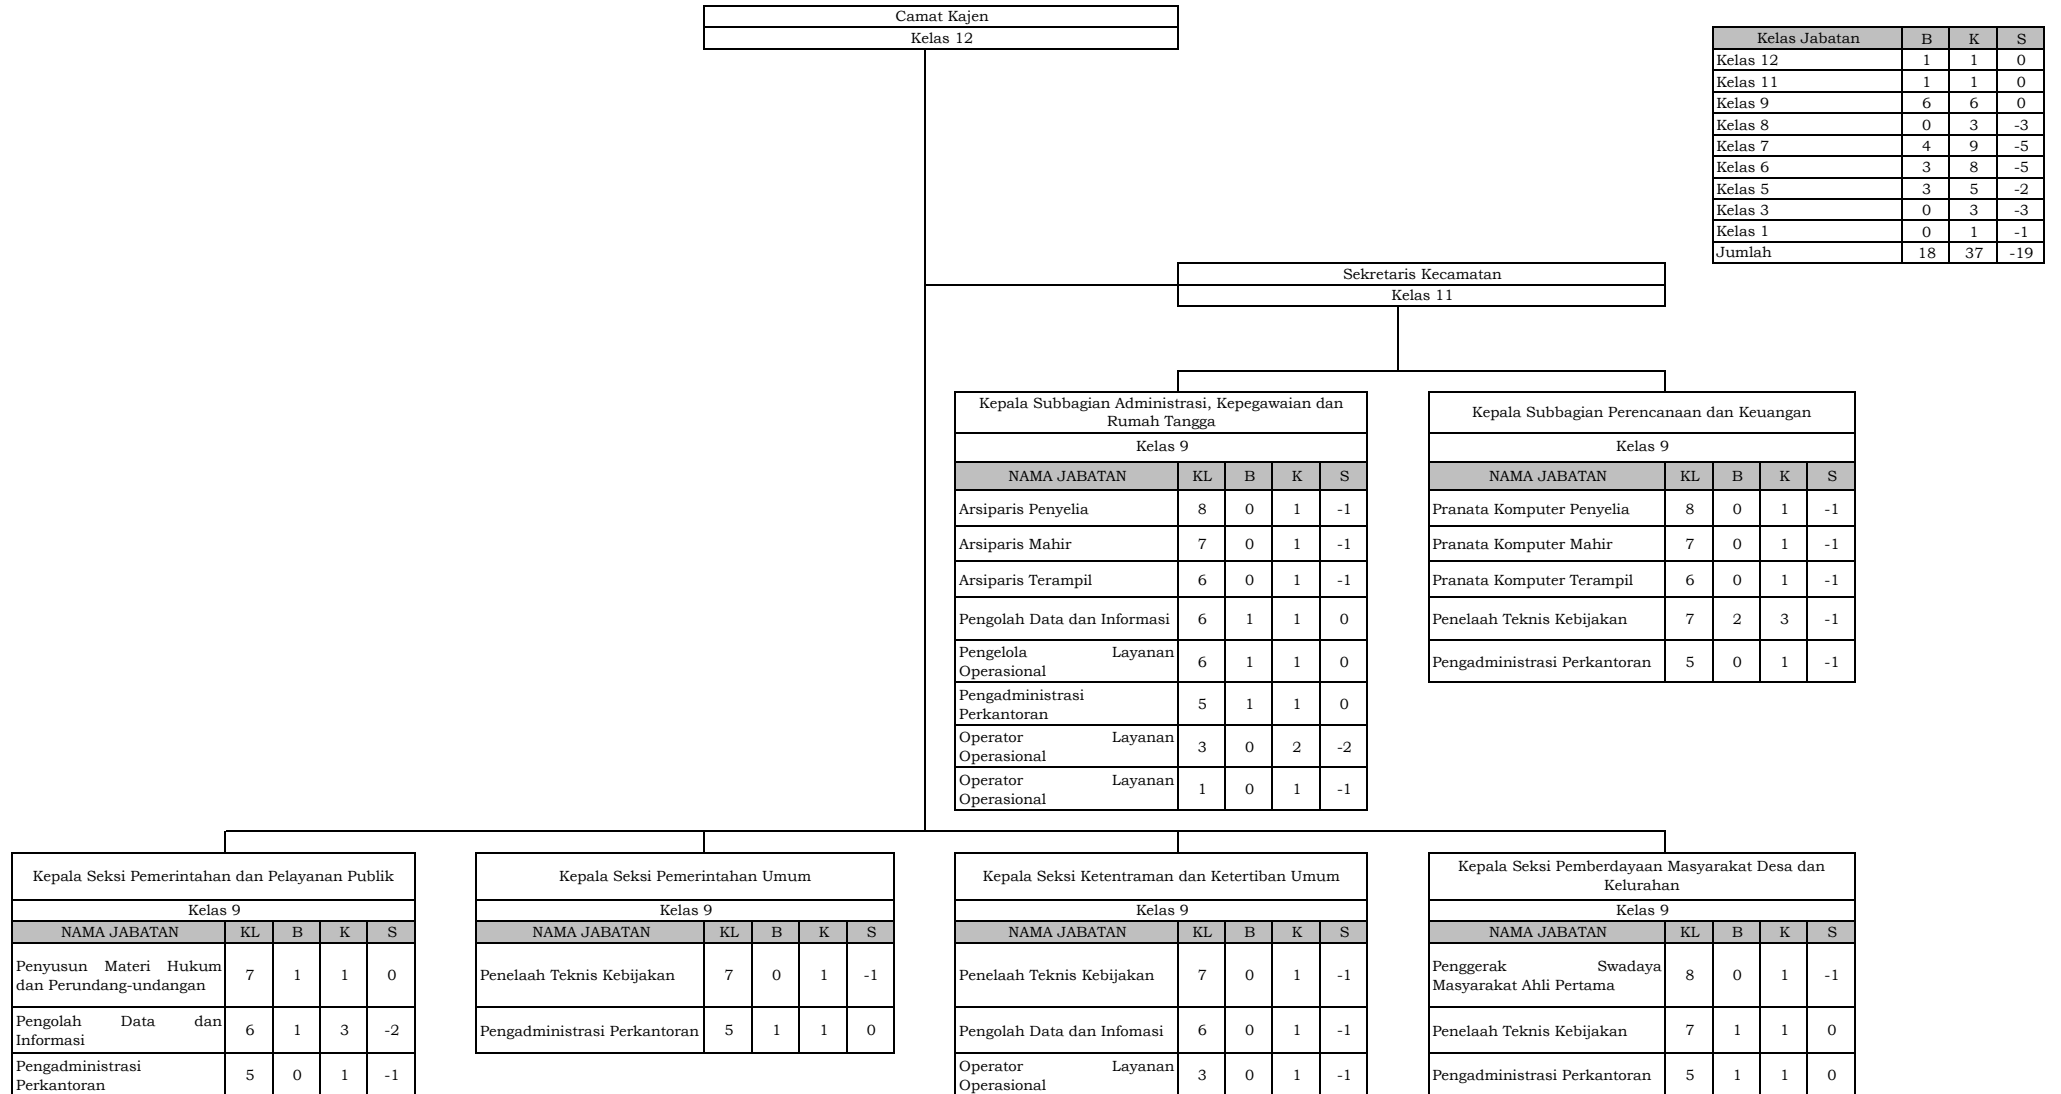 Camat Kajen
Kelas 12
Kelas Jabatan B K S
Kelas 12 1 1 0
Kelas 11 1 1 0
Kelas 9 6 6 0
Kelas 8 0 3 -3
Kelas 7 4 9 -5
Kelas 6 3 8 -5
Kelas 5 3 5 -2
Kelas 3 0 3 -3
Kelas 1 0 1 -1
Jumlah 18 37 -19
Sekretaris Kecamatan
Kelas 11
Kepala Subbagian Administrasi, Kepegawaian dan
Rumah Tangga
Kelas 9
NAMA JABATAN KL B K S
Arsiparis Penyelia 8 0 1 -1
Arsiparis Mahir 7 0 1 -1
Arsiparis Terampil 6 0 1 -1
Pengolah Data dan Informasi 6 1 1 0
Pengelola Layanan
Operasional 6 1 1 0
Pengadministrasi
Perkantoran 5 1 1 0
Operator Layanan
Operasional 3 0 2 -2
Operator Layanan
Operasional 1 0 1 -1
Kepala Subbagian Perencanaan dan Keuangan
Kelas 9
NAMA JABATAN KL B K S
Pranata Komputer Penyelia 8 0 1 -1
Pranata Komputer Mahir 7 0 1 -1
Pranata Komputer Terampil 6 0 1 -1
Penelaah Teknis Kebijakan 7 2 3 -1
Pengadministrasi Perkantoran 5 0 1 -1
Kepala Seksi Pemerintahan dan Pelayanan Publik
Kelas 9
NAMA JABATAN KL B K S
Penyusun Materi Hukum
dan Perundang-undangan 7 1 1 0
Pengolah Data dan
Informasi 6 1 3 -2
Pengadministrasi
Perkantoran 5 0 1 -1
Kepala Seksi Pemerintahan Umum
Kelas 9
NAMA JABATAN KL B K S
Penelaah Teknis Kebijakan 7 0 1 -1
Pengadministrasi Perkantoran 5 1 1 0
Kepala Seksi Ketentraman dan Ketertiban Umum
Kelas 9
NAMA JABATAN KL B K S
Penelaah Teknis Kebijakan 7 0 1 -1
Pengolah Data dan Infomasi 6 0 1 -1
Operator Layanan
Operasional 3 0 1 -1
Kepala Seksi Pemberdayaan Masyarakat Desa dan
Kelurahan
Kelas 9
NAMA JABATAN KL B K S
Penggerak Swadaya
Masyarakat Ahli Pertama 8 0 1 -1
Penelaah Teknis Kebijakan 7 1 1 0
Pengadministrasi Perkantoran 5 1 1 0